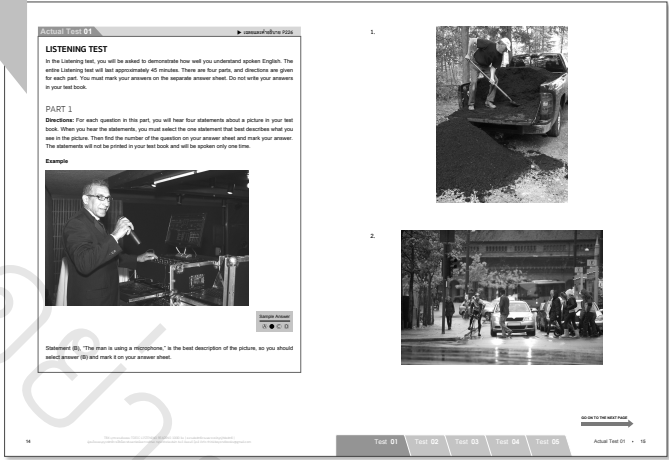 Actual Test 01
▶ เฉลยและคำอธิบาย P226
LISTENING TEST
In the Listening test, you will be asked to demonstrate how well you understand spoken English. The
entire Listening test will last approximately 45 minutes. There are four parts, and directions are given
for each part. You must mark your answers on the separate answer sheet. Do not write your answers
in your test book.
PART 1
Directions: For each question in this part, you will hear four statements about a picture in your test
book. When you hear the statements, you must select the one statement that best describes what you
see in the picture. Then find the number of the question on your answer sheet and mark your answer.
The statements will not be printed in your test book and will be spoken only one time.
Example
Sample Answer
Ⓐ ● Ⓒ Ⓓ
Statement (B), "The man is using a microphone," is the best description of the picture, so you should
select answer (B) and mark it on your answer sheet.
14
1.
2.
GO ON TO THE NEXT PAGE
Test 01 Test 02 Test 03 Test 04 Test 05
Actual Test 01 • 15